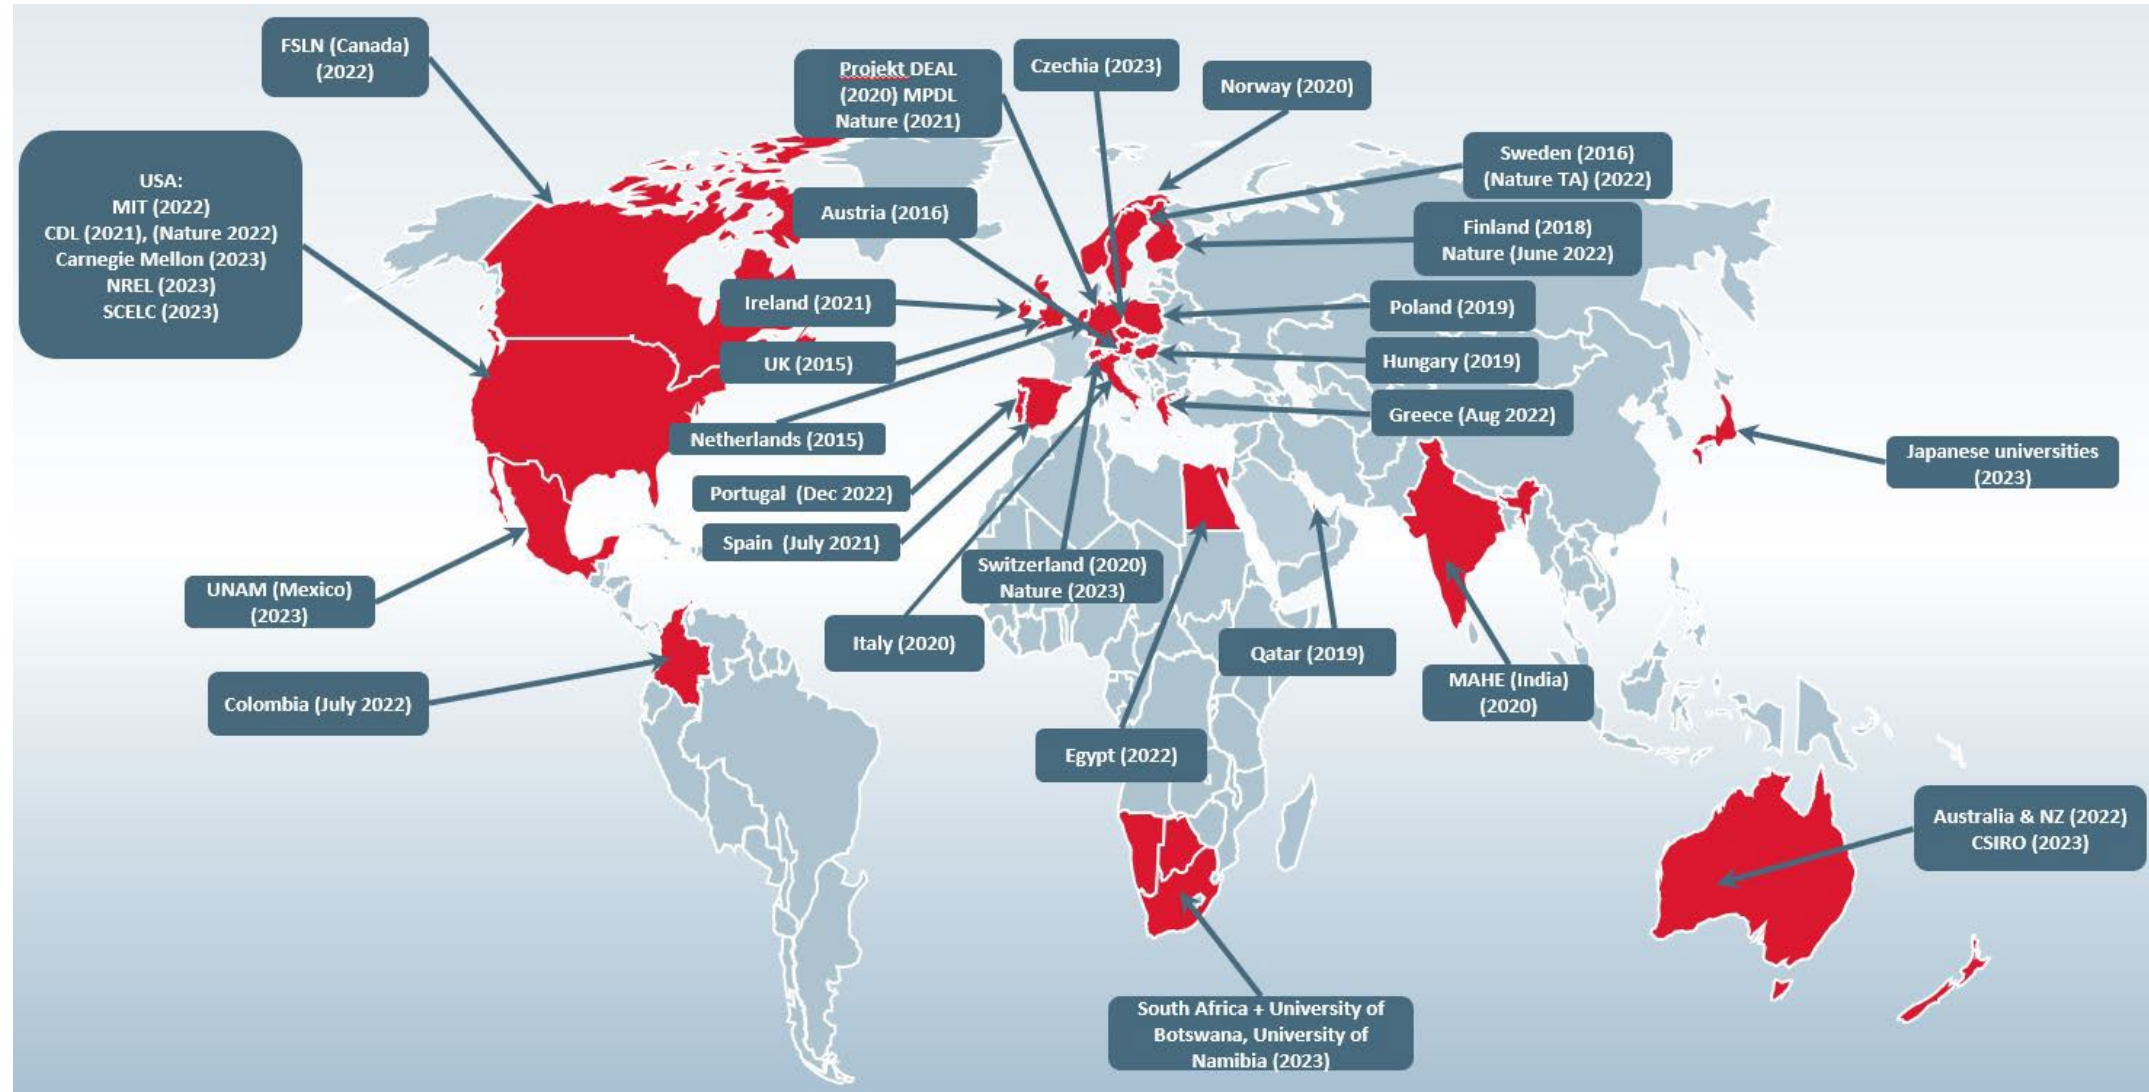 FSLN (Canada)
(2022)
Projekt DEAL
(2020) MPDL
Nature (2021)
Czechia (2023)
Norway (2020)
USA:
MIT (2022)
CDL (2021), (Nature 2022)
Carnegie Mellon (2023)
NREL (2023)
SCELC (2023)
Sweden (2016)
(Nature TA) (2022)
Austria (2016)
Finland (2018)
Nature (June 2022)
Ireland (2021)
Poland (2019)
UK (2015)
Hungary (2019)
Netherlands (2015)
Greece (Aug 2022)
Japanese universities
(2023)
Portugal (Dec 2022)
Spain (July 2021)
Switzerland (2020)
Nature (2023)
UNAM (Mexico)
(2023)
Italy (2020)
Qatar (2019)
MAHE (India)
(2020)
Colombia (July 2022)
Egypt (2022)
Australia & NZ (2022)
CSIRO (2023)
South Africa + University of
Botswana, University of
Namibia (2023)